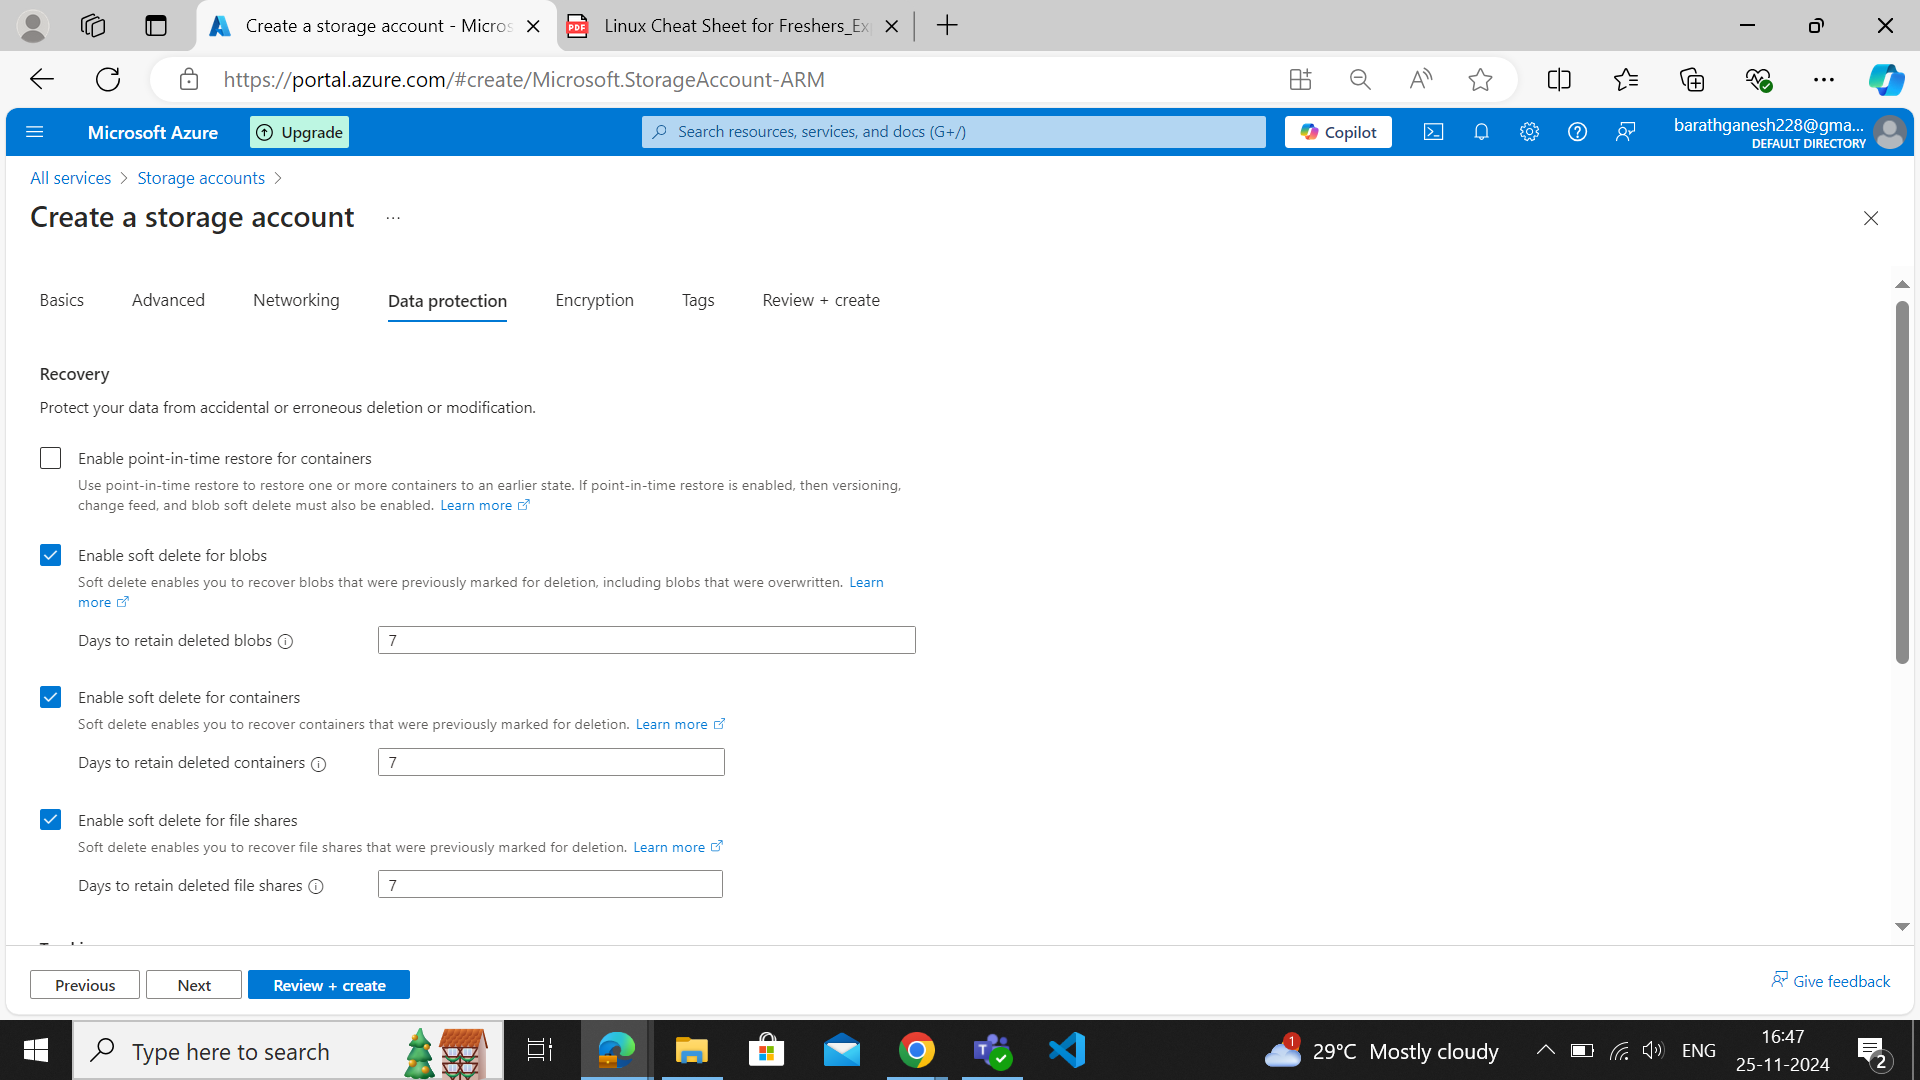 Create a storage account - Micros
Linux Cheat Sheet for Freshers_Ex
https://portal.azure.com/#create/Microsoft.StorageAccount-ARM
Microsoft Azure
Upgrade
Search resources, services, and docs (G+/)
Copilot
barathganesh228@gma...
DEFAULT DIRECTORY
All services
Storage accounts
Create a storage account
...
Basics
Advanced
Networking
Data protection
Encryption
Tags
Review + create
Recovery
Protect your data from accidental or erroneous deletion or modification.
Enable point-in-time restore for containers
Use point-in-time restore to restore one or more containers to an earlier state. If point-in-time restore is enabled, then versioning,
change feed, and blob soft delete must also be enabled. Learn more
Enable soft delete for blobs
Soft delete enables you to recover blobs that were previously marked for deletion, including blobs that were overwritten. Learn
more
Days to retain deleted blobs
7
Enable soft delete for containers
Soft delete enables you to recover containers that were previously marked for deletion. Learn more
Days to retain deleted containers
7
Enable soft delete for file shares
Soft delete enables you to recover file shares that were previously marked for deletion. Learn more
Days to retain deleted file shares
7
Previous
Next
Review + create
Give feedback
Type here to search
1
29°C Mostly cloudy
ENG
16:47
25-11-2024
2